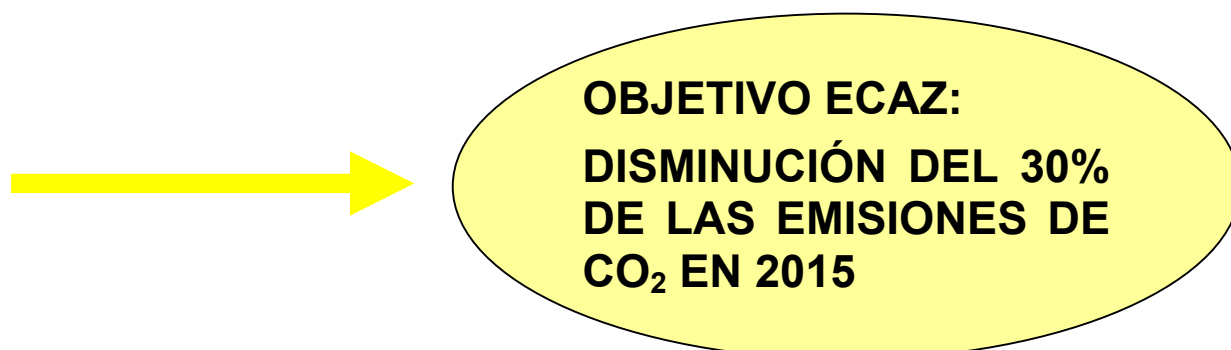 OBJETIVO ECAZ:
DISMINUCIÓN DEL 30%
DE LAS EMISIONES DE
CO₂ EN 2015